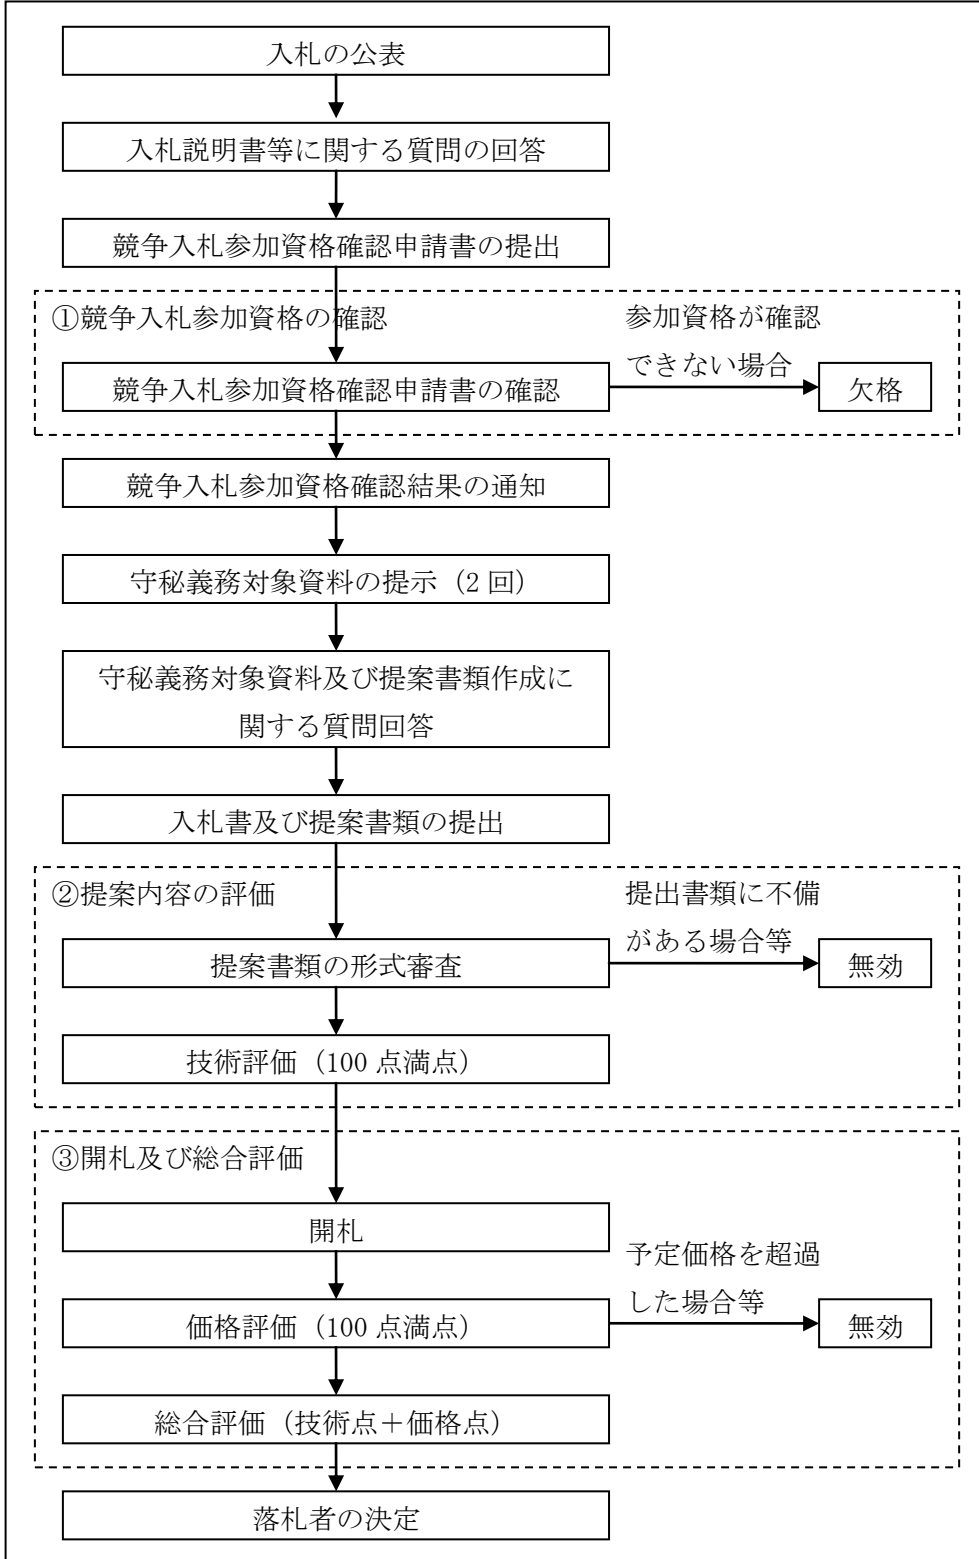 入札の公表
入札説明書等に関する質問の回答
競争入札参加資格確認申請書の提出
①競争入札参加資格の確認
参加資格が確認
できない場合
競争入札参加資格確認申請書の確認
欠格
競争入札参加資格確認結果の通知
守秘義務対象資料の提示（2 回）
守秘義務対象資料及び提案書類作成に
関する質問回答
入札書及び提案書類の提出
②提案内容の評価
提出書類に不備
がある場合等
提案書類の形式審査
無効
技術評価（100 点満点）
③開札及び総合評価
開札
予定価格を超過
した場合等
価格評価（100 点満点）
無効
総合評価（技術点＋価格点）
落札者の決定